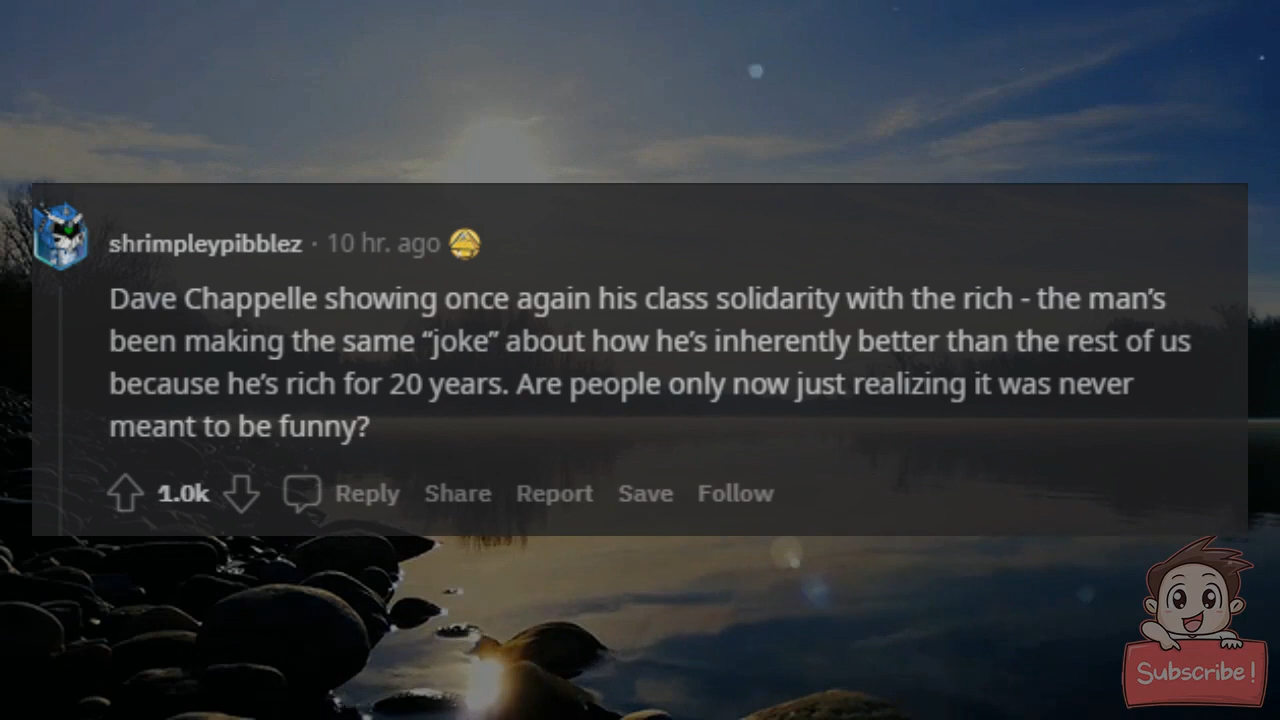 shrimpleypibblez · 10 hr. ago
Dave Chappelle showing once again his class solidarity with the rich - the man’s
been making the same “joke” about how he’s inherently better than the rest of us
because he’s rich for 20 years. Are people only now just realizing it was never
meant to be funny?
1.0k Reply Share Report Save Follow
Subscribe!